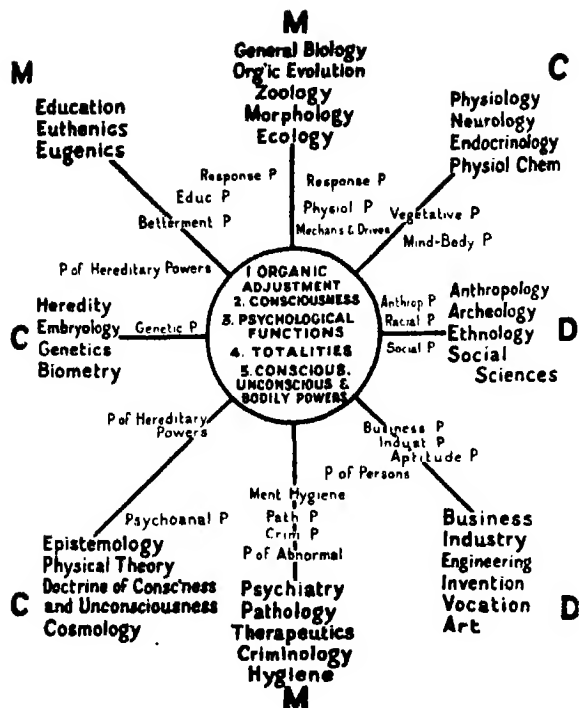 M
General Biology
Org'ic Evolution
Zoology
Morphology
Ecology
M
Education
Euthenics
Eugenics
C
Physiology
Neurology
Endocrinology
Physiol Chem
Response P
Educ P
Betterment P
P of Hereditary Powers
Response P
Physiol P
Mechans & Drives
Vegetative P
Mind-Body P
C
Heredity
Embryology
Genetics
Biometry
Genetic P
1 ORGANIC
ADJUSTMENT
2. CONSCIOUSNESS
3. PSYCHOLOGICAL
FUNCTIONS
4. TOTALITIES
5. CONSCIOUS,
UNCONSCIOUS &
BODILY POWERS
Anthrop P
Racial P
Social P
Anthropology
Archeology
Ethnology
Social
Sciences
D
P of Hereditary
Powers
Psychoanal P
Epistemology
Physical Theory
Doctrine of Consc'ness
and Unconsciousness
Cosmology
C
Ment Hygiene
Path P
Crim P
P of Abnormal
Psychiatry
Pathology
Therapeutics
Criminology
Hygiene
M
Business P
Indust P
Aptitude P
P of Persons
Business
Industry
Engineering
Invention
Vocation
Art
D